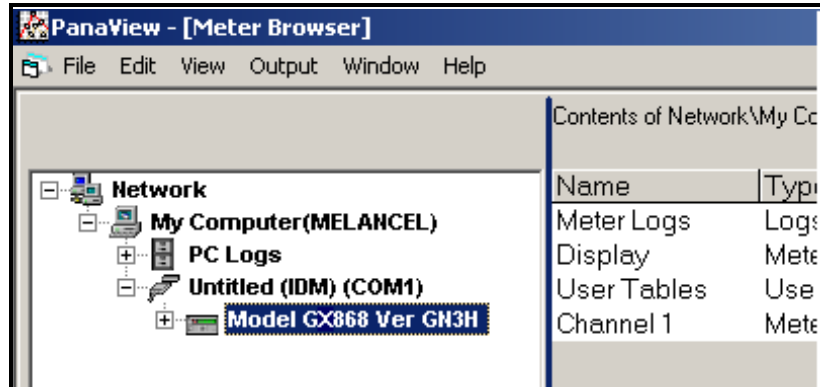 PanaView - [Meter Browser]
File Edit View Output Window Help
Contents of Network\My Co
Network
My Computer(MELANCEL)
PC Logs
Untitled (IDM) (COM1)
Model GX868 Ver GN3H
Name Typ
Meter Logs Logs
Display Mete
User Tables Use
Channel 1 Mete